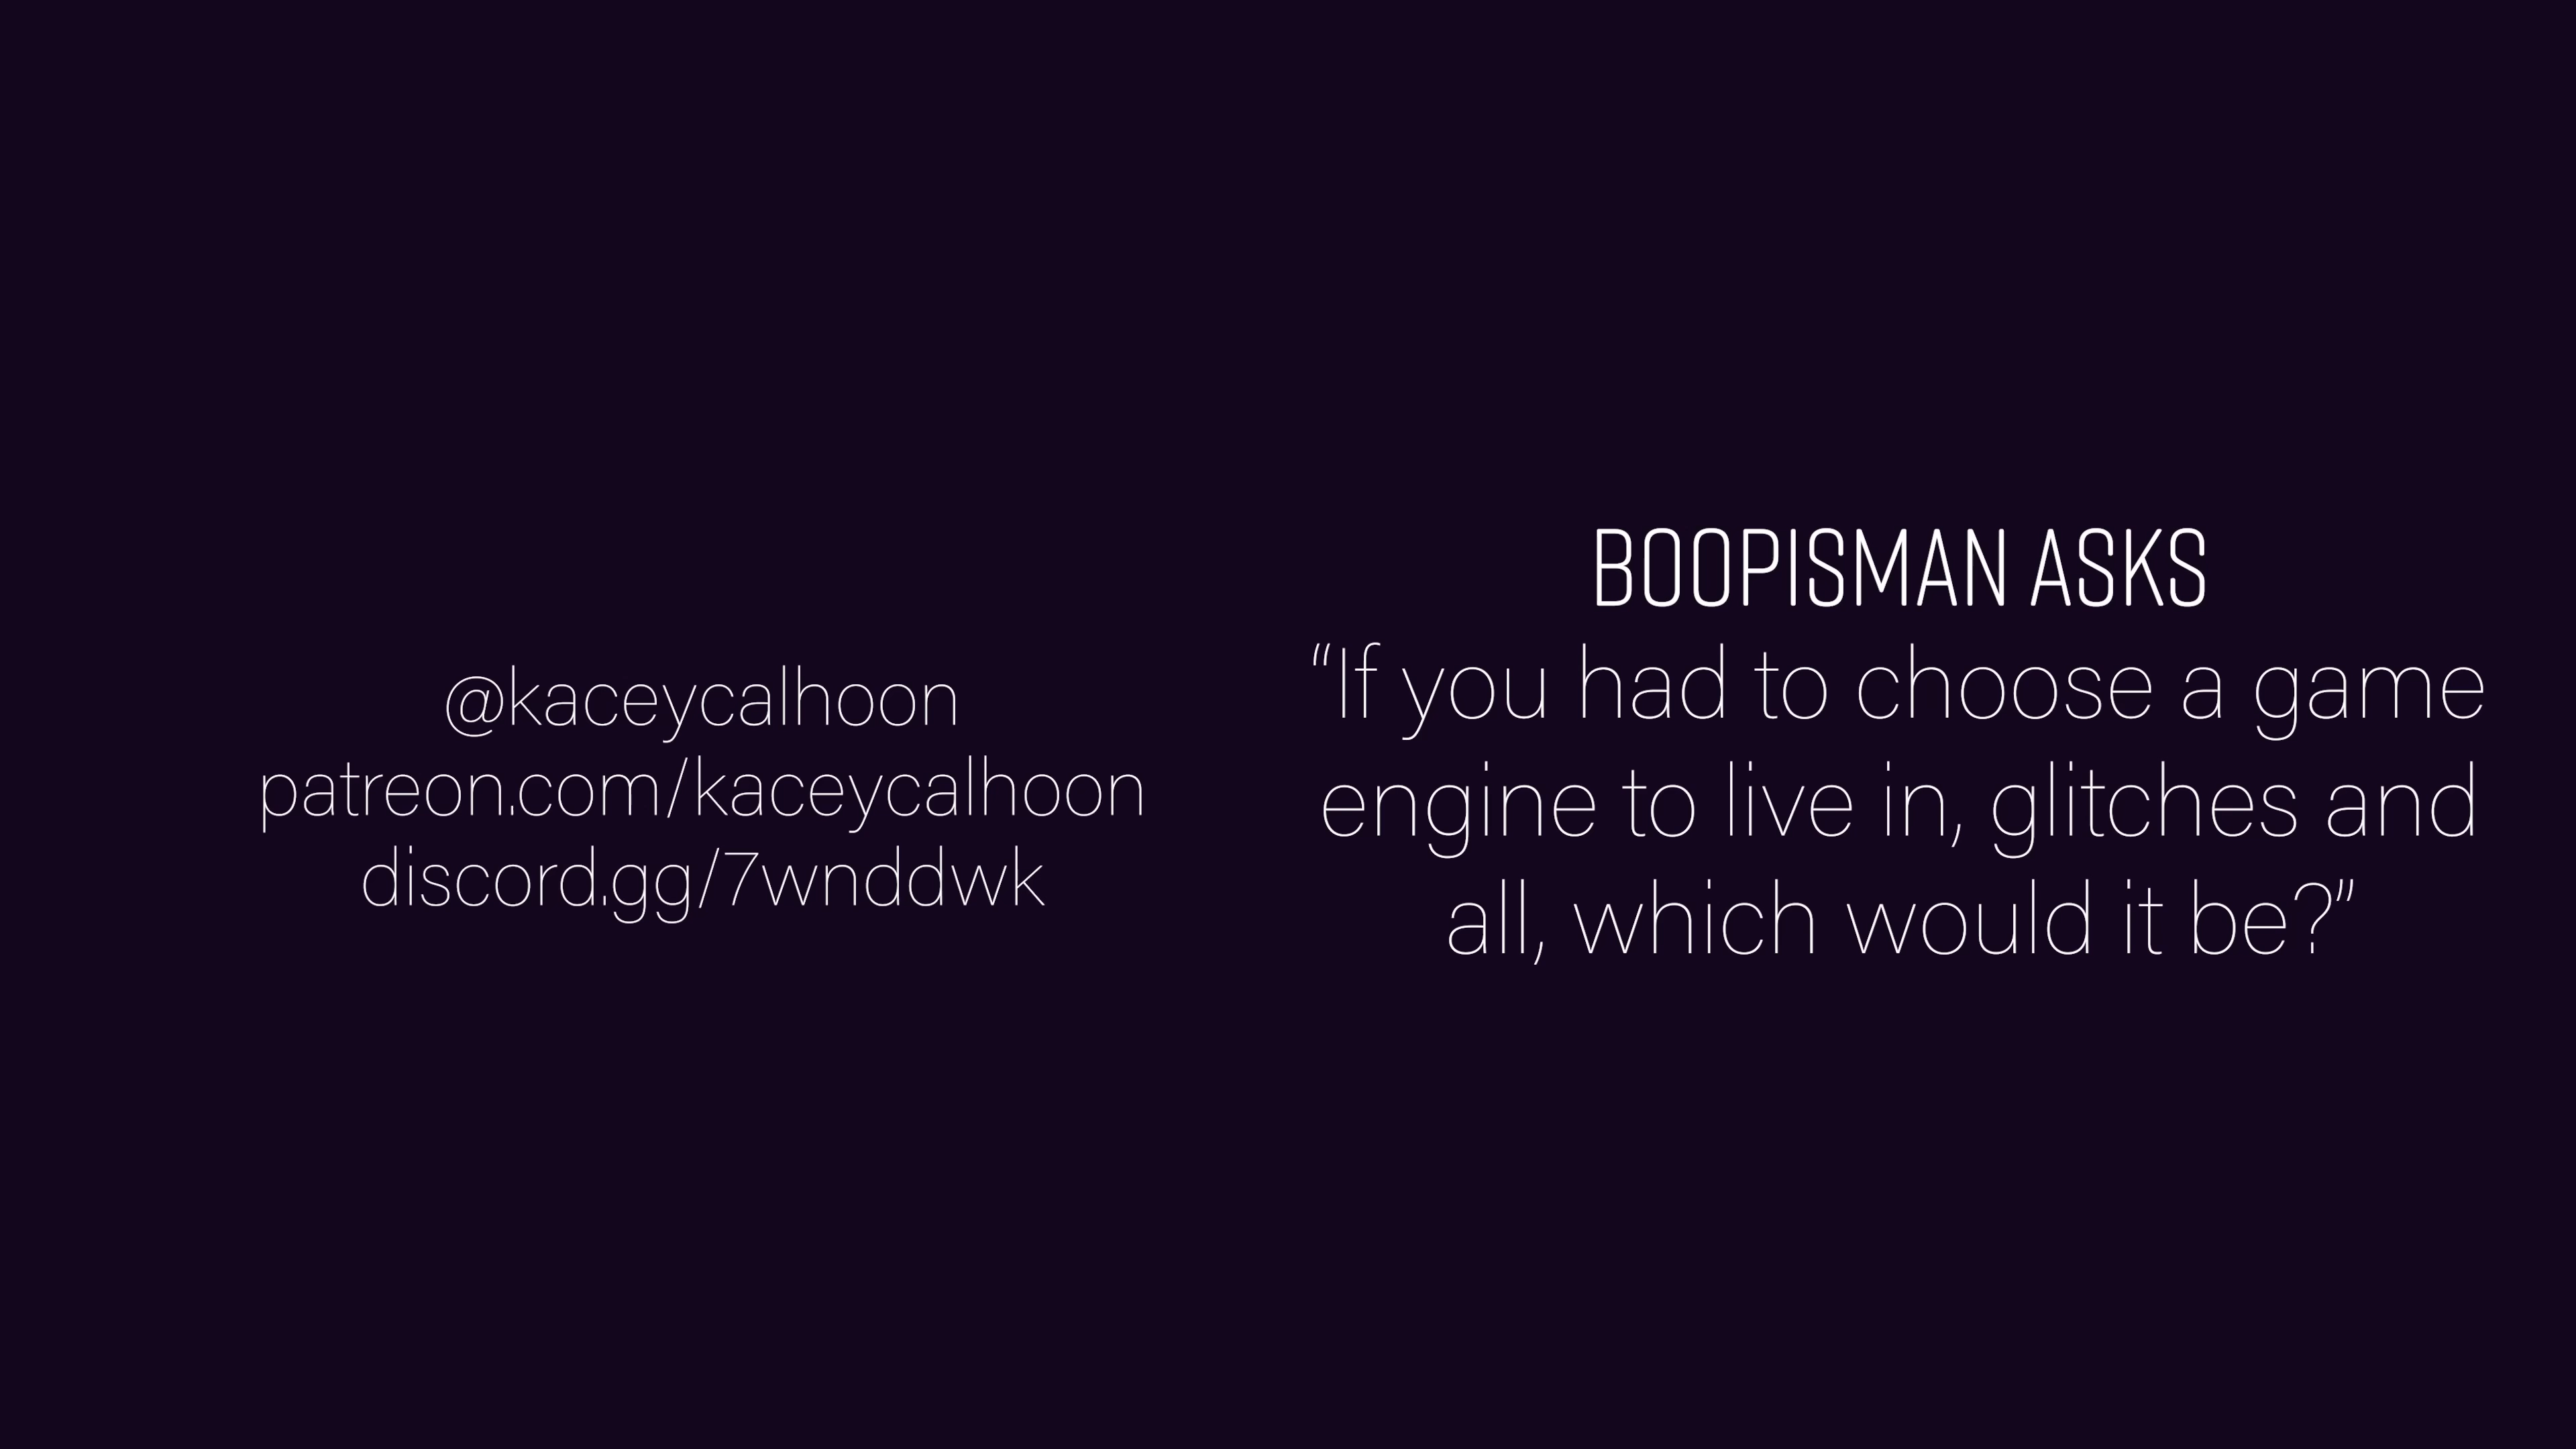 @kaceycalhoon
patreon.com/kaceycalhoon
discord.gg/7wnddwk
BOOPISMAN ASKS
“If you had to choose a game
engine to live in, glitches and
all, which would it be?”